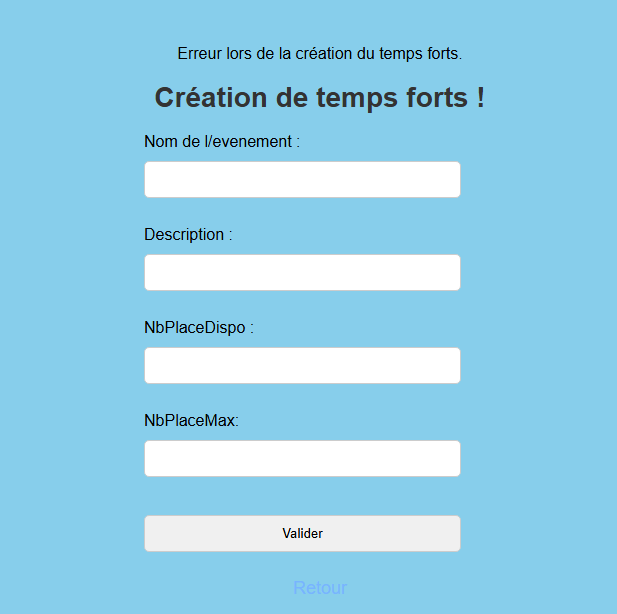 Erreur lors de la création du temps forts.
Création de temps forts !
Nom de l/evenement :
Description :
NbPlaceDispo :
NbPlaceMax:
Valider
Retour